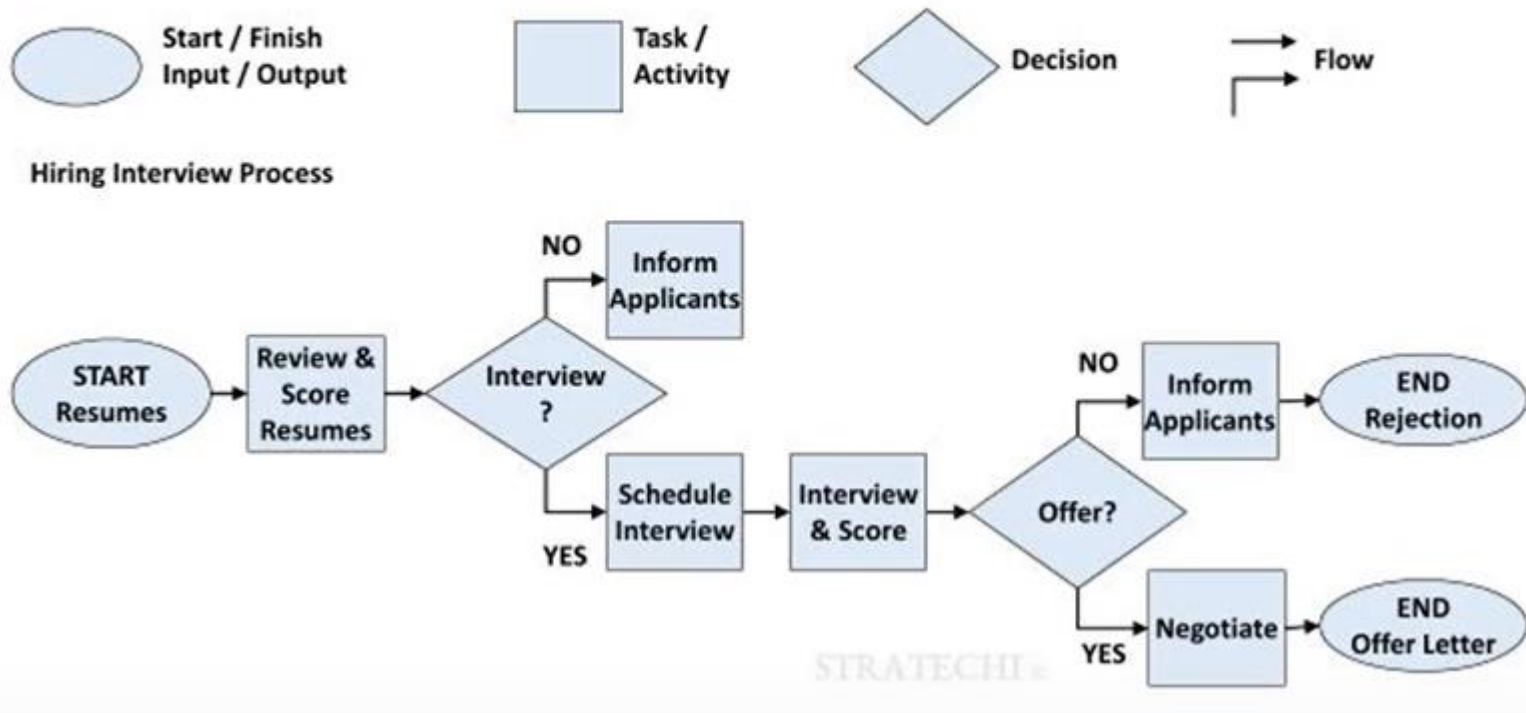 Start / Finish
Input / Output
Task /
Activity
Decision
Flow
Hiring Interview Process
NO
Inform
Applicants
START
Resumes
Review &
Score
Resumes
Interview
?
YES
Schedule
Interview
Interview
& Score
Offer?
NO
Inform
Applicants
END
Rejection
YES
Negotiate
END
Offer Letter
STRATECHI